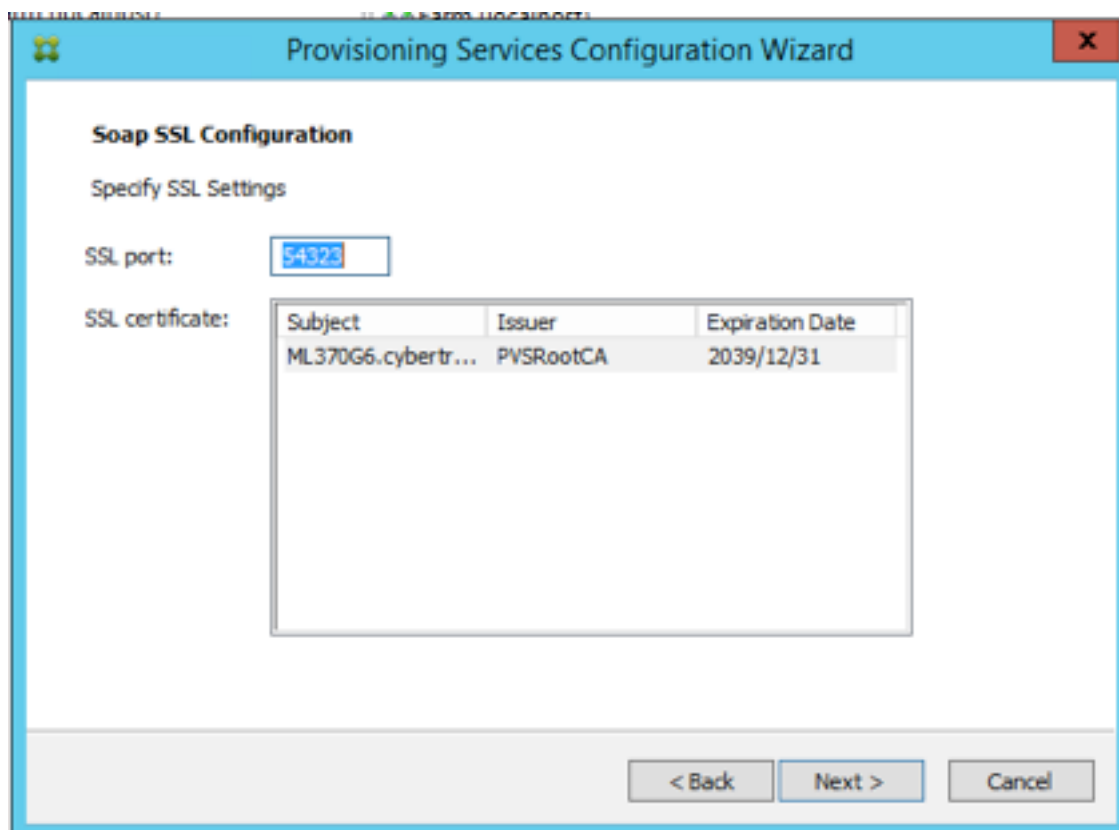 Provisioning Services Configuration Wizard
x
Soap SSL Configuration
Specify SSL Settings
SSL port: 54323
SSL certificate: Subject Issuer Expiration Date
ML370G6.cybertr... PVSRootCA 2039/12/31
< Back Next > Cancel